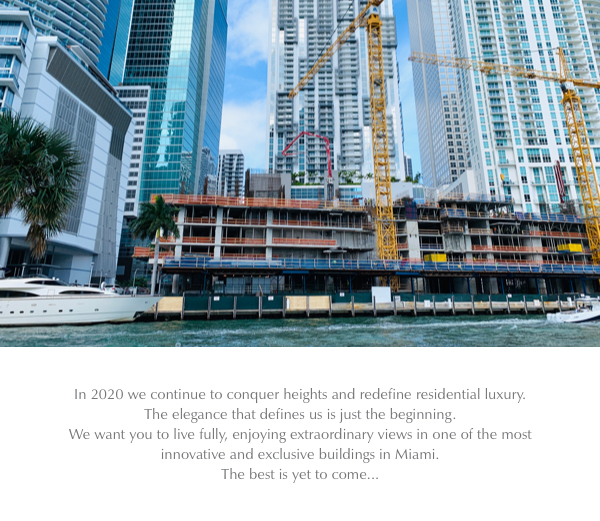 In 2020 we continue to conquer heights and redefine residential luxury.
The elegance that defines us is just the beginning.
We want you to live fully, enjoying extraordinary views in one of the most
innovative and exclusive buildings in Miami.
The best is yet to come...